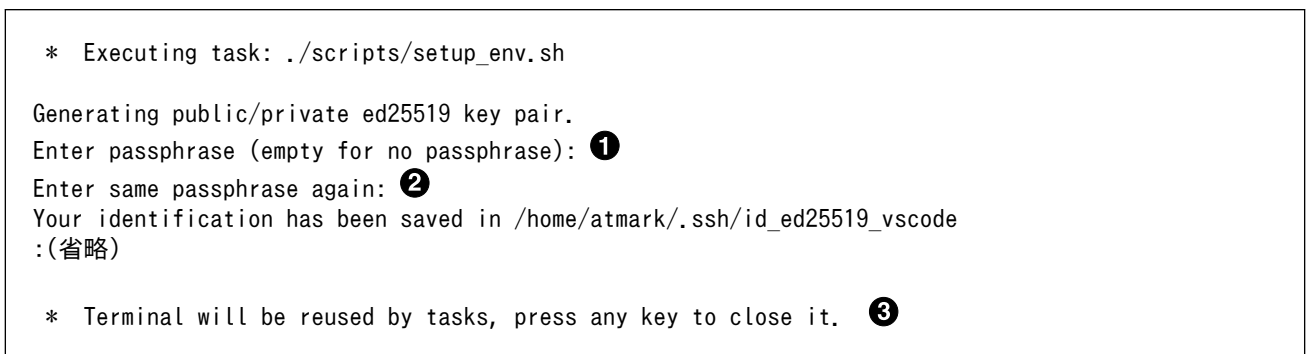 * Executing task: ./scripts/setup_env.sh
Generating public/private ed25519 key pair.
Enter passphrase (empty for no passphrase): ❶
Enter same passphrase again: ❷
Your identification has been saved in /home/atmark/.ssh/id_ed25519_vscode
:(省略)
* Terminal will be reused by tasks, press any key to close it. ❸